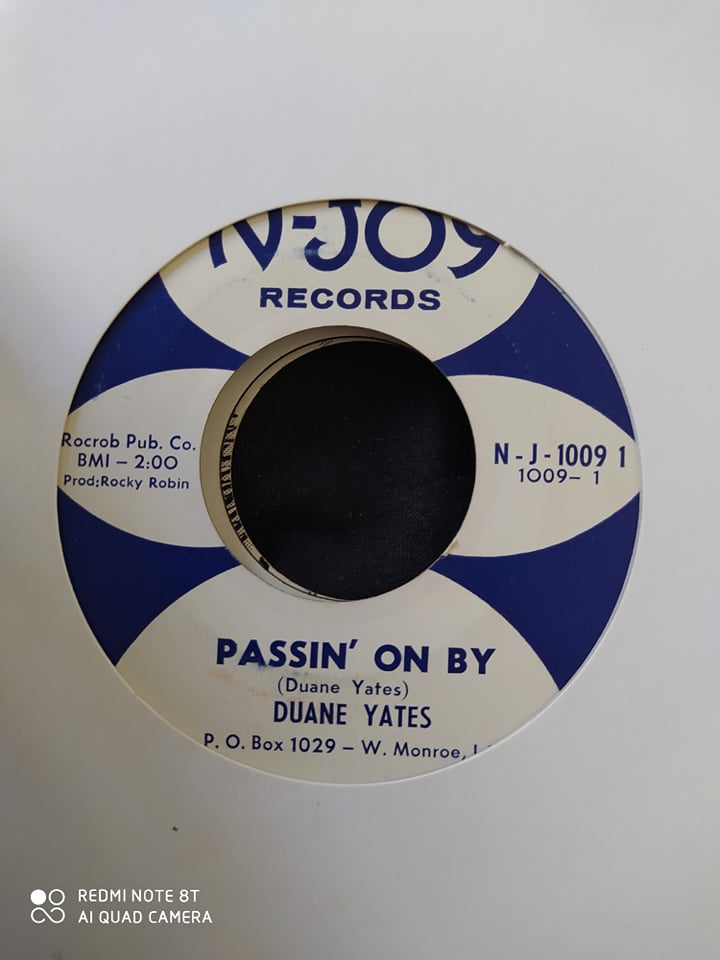 N-JOY
RECORDS
Rocrob Pub. Co.
BMI – 2:00
Prod;Rocky Robin
N - J - 1009 1
1009– 1
PASSIN' ON BY
(Duane Yates)
DUANE YATES
P. O. Box 1029 – W. Monroe,
REDMI NOTE 8T
AI QUAD CAMERA